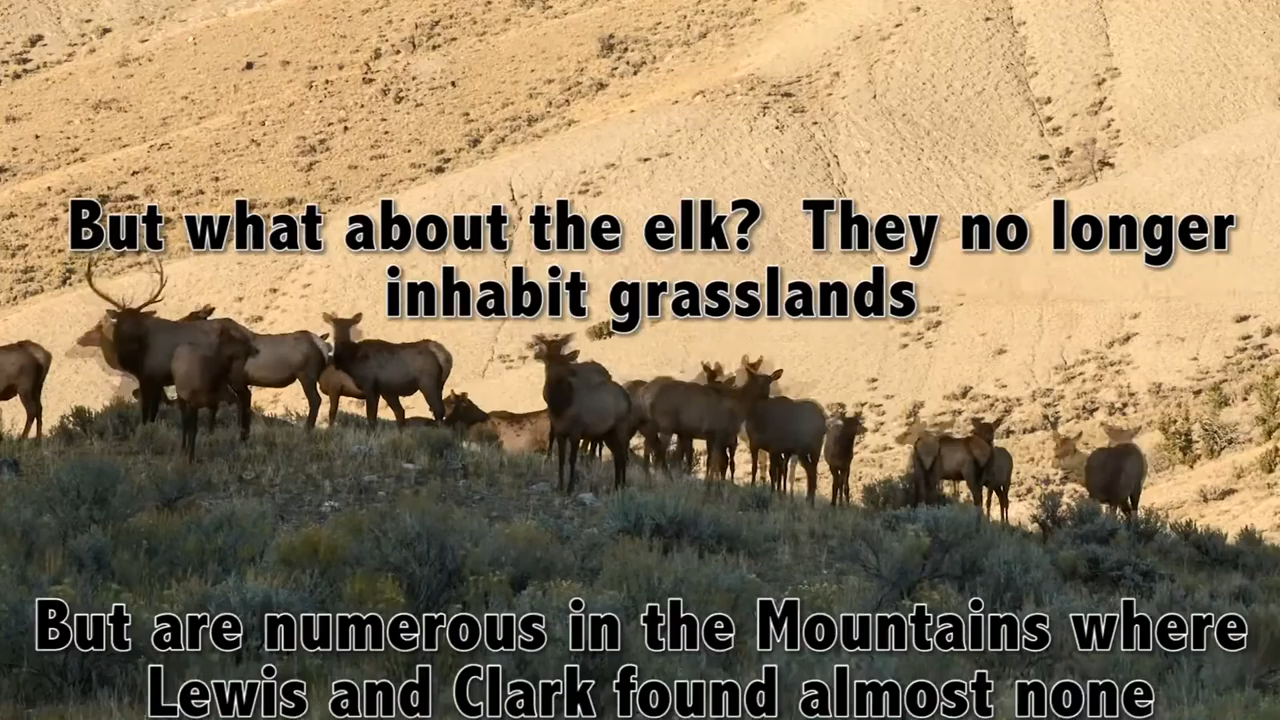 But what about the elk?  They no longer
inhabit grasslands
But are numerous in the Mountains where
Lewis and Clark found almost none